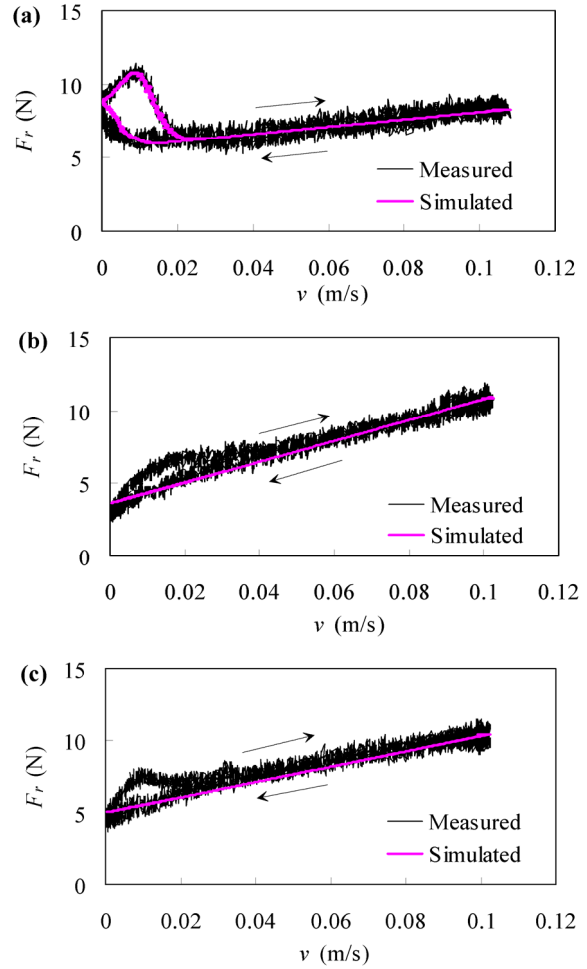 (a)
15
10
5
0
F_r (N)
Measured
Simulated
0 0.02 0.04 0.06 0.08 0.1 0.12
v (m/s)
(b)
15
10
5
0
F_r (N)
Measured
Simulated
0 0.02 0.04 0.06 0.08 0.1 0.12
v (m/s)
(c)
15
10
5
0
F_r (N)
Measured
Simulated
0 0.02 0.04 0.06 0.08 0.1 0.12
v (m/s)